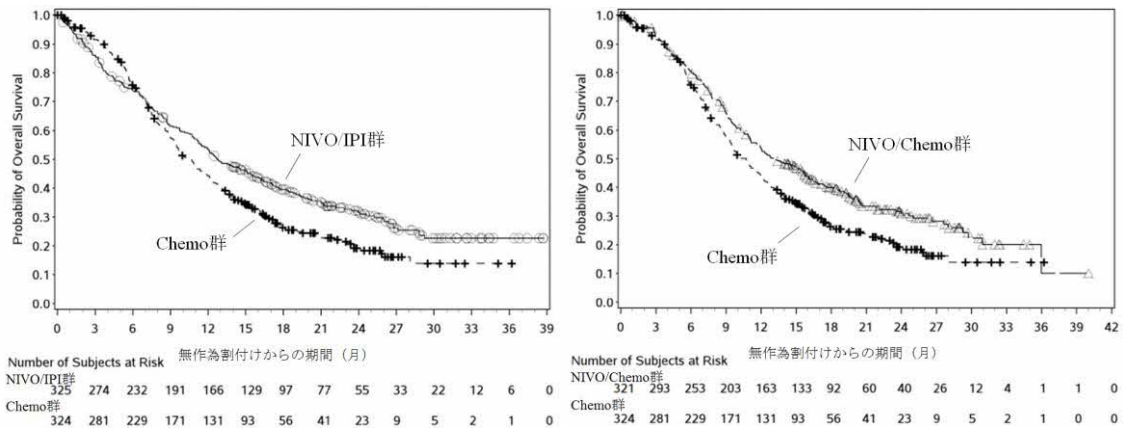 Probability of Overall Survival
1.0
0.9
0.8
0.7
0.6
0.5
0.4
0.3
0.2
0.1
0.0
NIVO/IPI群
Chemo群
0 3 6 9 12 15 18 21 24 27 30 33 36 39
無作為割付けからの期間（月）
Number of Subjects at Risk
NIVO/IPI群
325 274 232 191 166 129 97 77 55 33 22 12 6 0
Chemo群
324 281 229 171 131 93 56 41 23 9 5 2 1 0
Probability of Overall Survival
1.0
0.9
0.8
0.7
0.6
0.5
0.4
0.3
0.2
0.1
0.0
NIVO/Chemo群
Chemo群
0 3 6 9 12 15 18 21 24 27 30 33 36 39 42
無作為割付けからの期間（月）
Number of Subjects at Risk
NIVO/Chemo群
321 293 253 203 163 133 92 60 40 26 12 4 1 1 0
Chemo群
324 281 229 171 131 93 56 41 23 9 5 2 1 0 0